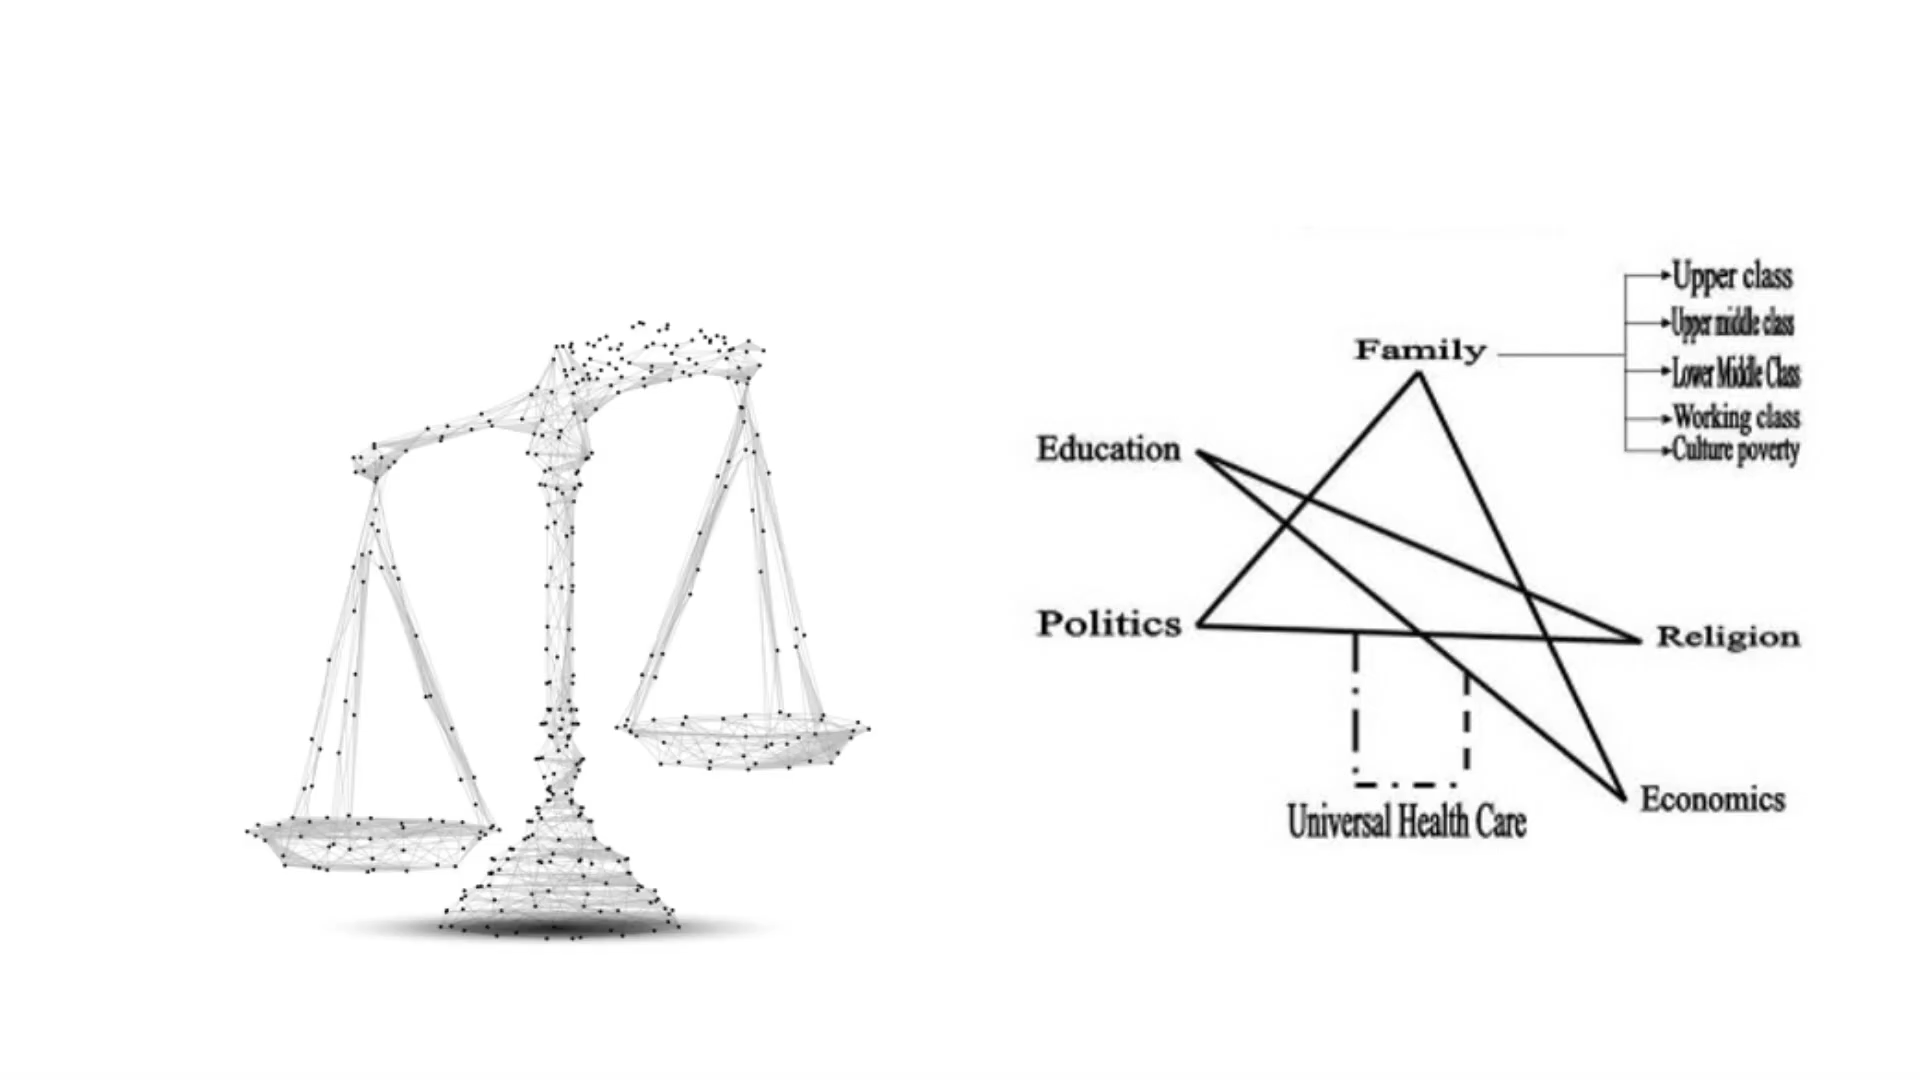 Upper class
Upper middle class
Family
Lower Middle Class
Working class
Education
Culture poverty
Politics
Religion
Economics
Universal Health Care